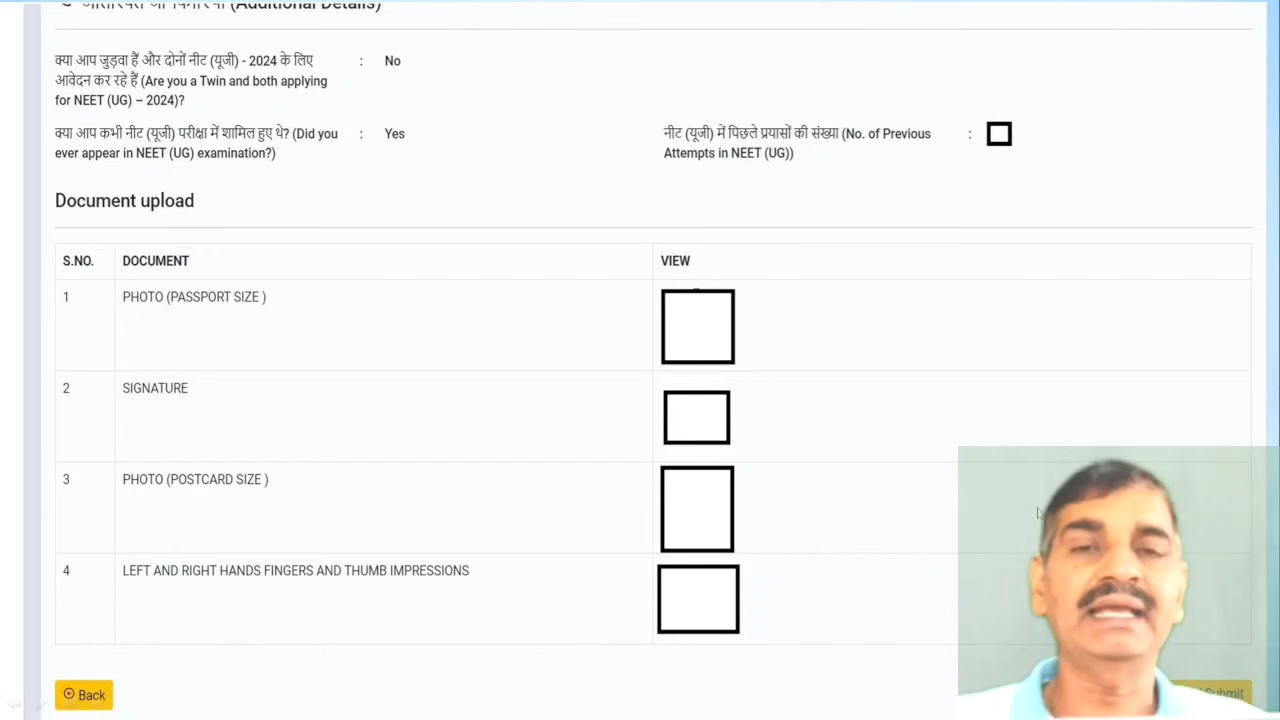 (Additional Details)
क्या आप जुड़वा हैं और दोनों नीट (यूजी) - 2024 के लिए
आवेदन कर रहे हैं (Are you a Twin and both applying
for NEET (UG) – 2024)?
:
No
क्या आप कभी नीट (यूजी) परीक्षा में शामिल हुए थे? (Did you
ever appear in NEET (UG) examination?)
:
Yes
नीट (यूजी) में पिछले प्रयासों की संख्या (No. of Previous
Attempts in NEET (UG))
:
Document upload
S.NO. DOCUMENT VIEW
1 PHOTO (PASSPORT SIZE )
2 SIGNATURE
3 PHOTO (POSTCARD SIZE )
4 LEFT AND RIGHT HANDS FINGERS AND THUMB IMPRESSIONS
Back
Submit